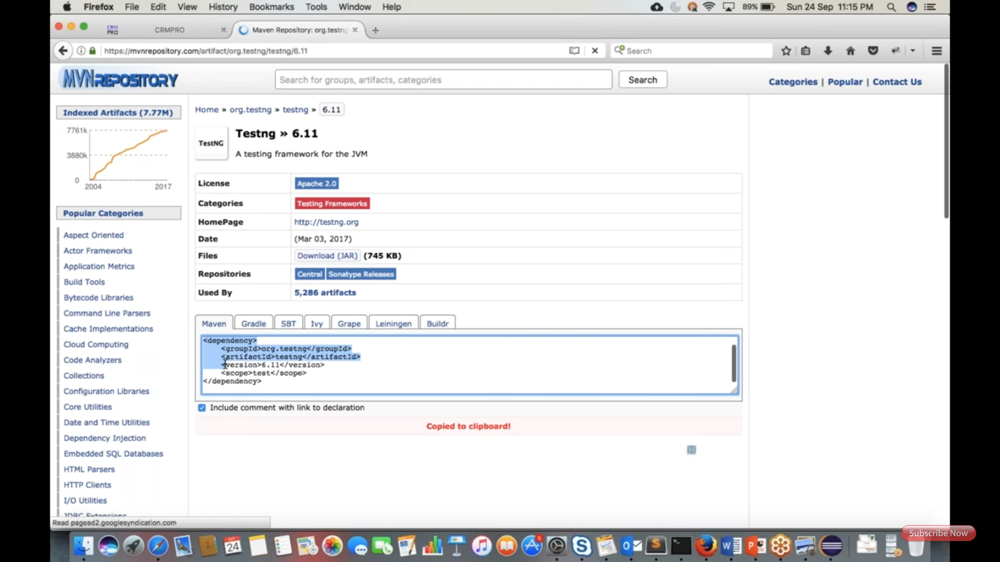 Firefox File Edit View History Bookmarks Tools Window Help 89% Sun 24 Sep 11:15 PM
CRM PRO CRMPRO Maven Repository: org.testng
https://mvnrepository.com/artifact/org.testng/testng/6.11 Search
MVNREPOSITORY Search for groups, artifacts, categories Search Categories | Popular | Contact Us
Indexed Artifacts (7.77M)
7761k
3880k
0
2004 2017
Popular Categories
Aspect Oriented
Actor Frameworks
Application Metrics
Build Tools
Bytecode Libraries
Command Line Parsers
Cache Implementations
Cloud Computing
Code Analyzers
Collections
Configuration Libraries
Core Utilities
Date and Time Utilities
Dependency Injection
Embedded SQL Databases
HTML Parsers
HTTP Clients
I/O Utilities
JDBC Extensions
Home » org.testng » testng » 6.11
TestNG
Testng » 6.11
A testing framework for the JVM
License Apache 2.0
Categories Testing Frameworks
HomePage http://testng.org
Date (Mar 03, 2017)
Files Download (JAR) (745 KB)
Repositories Central Sonatype Releases
Used By 5,286 artifacts
Maven Gradle SBT Ivy Grape Leiningen Buildr
<dependency>
<groupId>org.testng</groupId>
<artifactId>testng</artifactId>
<version>6.11</version>
<scope>test</scope>
</dependency>
Include comment with link to declaration
Copied to clipboard!
Read pagead2.googlesyndication.com
Subscribe Now
SEP
24
5